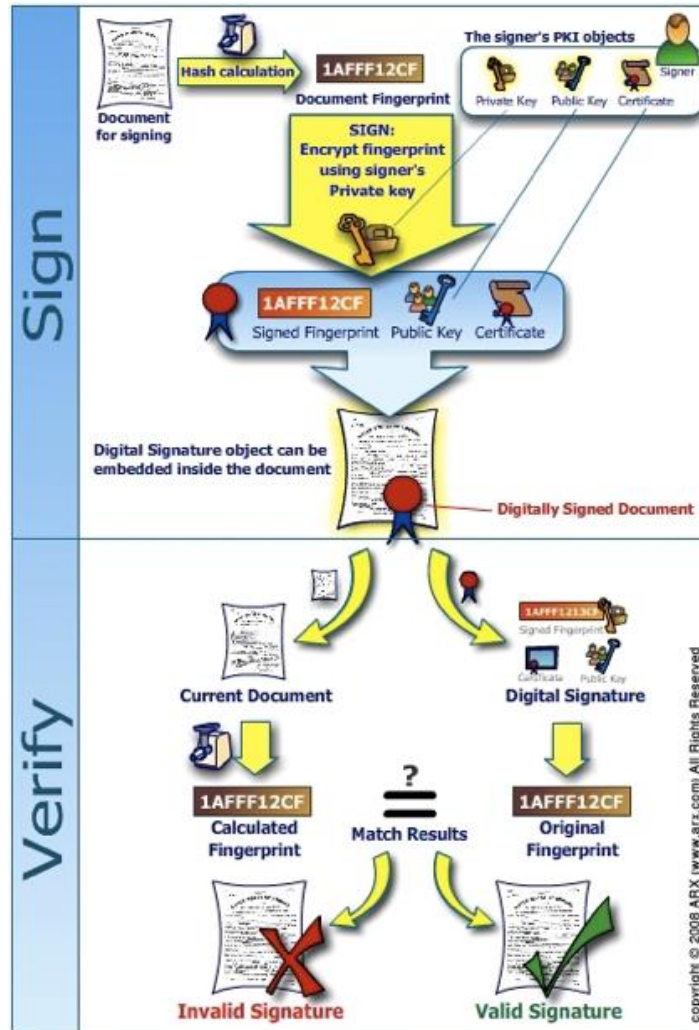 The signer's PKI objects
Signer
Private Key
Public Key
Certificate
Hash calculation
1AFFF12CF
Document Fingerprint
Document
for signing
SIGN:
Encrypt fingerprint
using signer's
Private key
Sign
1AFFF12CF
Signed Fingerprint
Public Key
Certificate
Digital Signature object can be
embedded inside the document
Digitally Signed Document
Verify
1AFFF1213CF
Signed Fingerprint
Certificate
Public Key
Current Document
Digital Signature
1AFFF12CF
Calculated
Fingerprint
?
=
Match Results
1AFFF12CF
Original
Fingerprint
Invalid Signature
Valid Signature
copyright © 2008 ARX (www.arx.com) All Rights Reserved